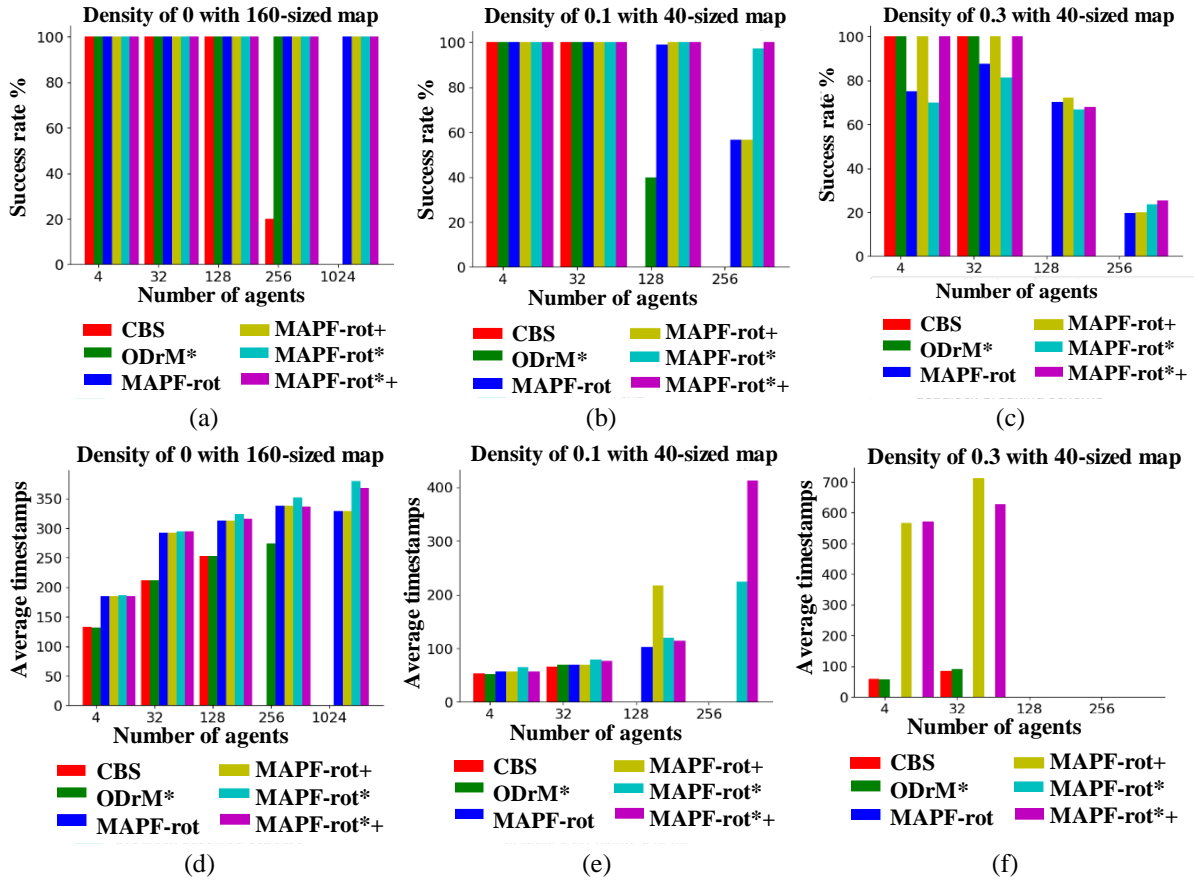 Density of 0 with 160-sized map
Success rate %
100
80
60
40
20
0
4 32 128 256 1024
Number of agents
CBS
ODrM*
MAPF-rot
MAPF-rot+
MAPF-rot*
MAPF-rot*+
(a)
Density of 0.1 with 40-sized map
Success rate %
100
80
60
40
20
0
4 32 128 256
Number of agents
CBS
ODrM*
MAPF-rot
MAPF-rot+
MAPF-rot*
MAPF-rot*+
(b)
Density of 0.3 with 40-sized map
Success rate %
100
80
60
40
20
0
4 32 128 256
Number of agents
CBS
ODrM*
MAPF-rot
MAPF-rot+
MAPF-rot*
MAPF-rot*+
(c)
Density of 0 with 160-sized map
Average timestamps
350
300
250
200
150
100
50
0
4 32 128 256 1024
Number of agents
CBS
ODrM*
MAPF-rot
MAPF-rot+
MAPF-rot*
MAPF-rot*+
(d)
Density of 0.1 with 40-sized map
Average timestamps
400
300
200
100
0
4 32 128 256
Number of agents
CBS
ODrM*
MAPF-rot
MAPF-rot+
MAPF-rot*
MAPF-rot*+
(e)
Density of 0.3 with 40-sized map
Average timestamps
700
600
500
400
300
200
100
0
4 32 128 256
Number of agents
CBS
ODrM*
MAPF-rot
MAPF-rot+
MAPF-rot*
MAPF-rot*+
(f)